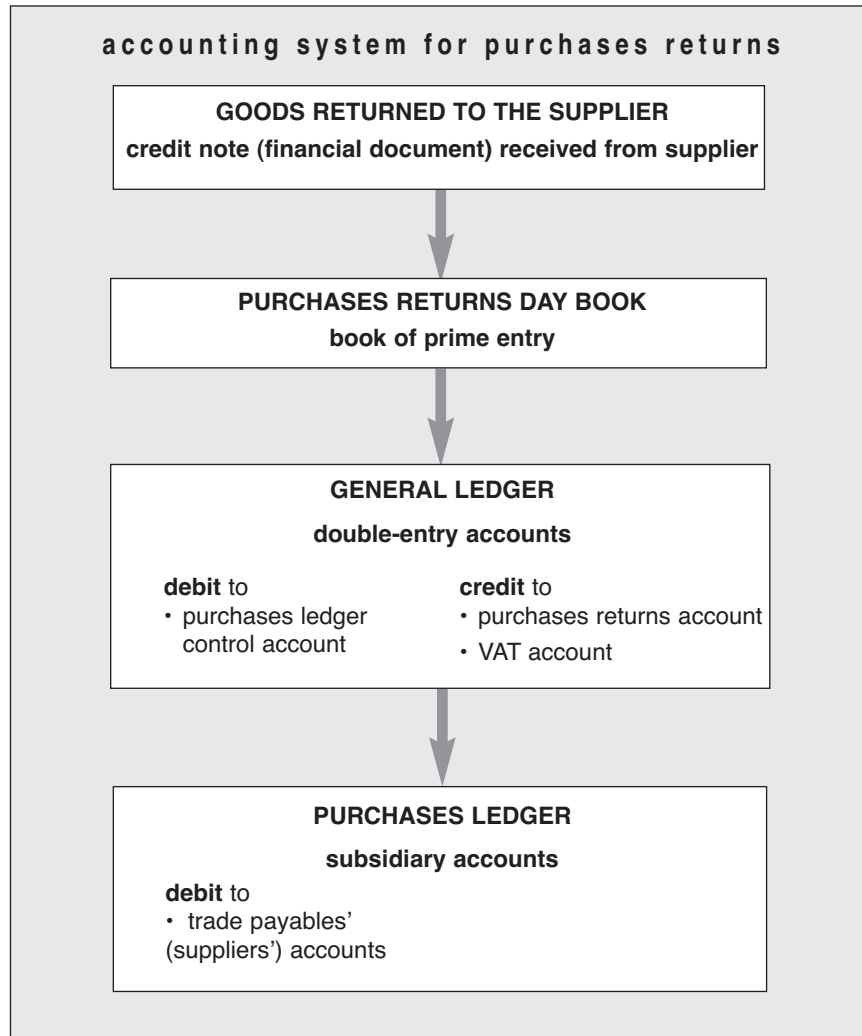 accounting system for purchases returns
GOODS RETURNED TO THE SUPPLIER
credit note (financial document) received from supplier
PURCHASES RETURNS DAY BOOK
book of prime entry
GENERAL LEDGER
double-entry accounts
debit to
• purchases ledger
control account
credit to
• purchases returns account
• VAT account
PURCHASES LEDGER
subsidiary accounts
debit to
• trade payables’
(suppliers’) accounts